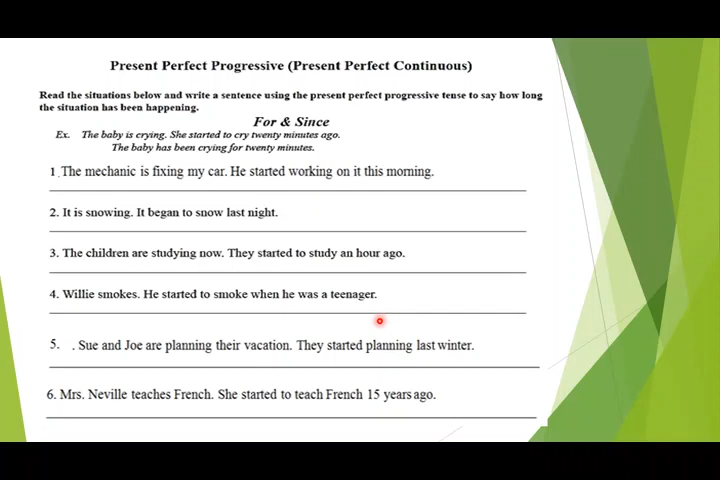 Present Perfect Progressive (Present Perfect Continuous)
Read the situations below and write a sentence using the present perfect progressive tense to say how long
the situation has been happening.
For & Since
Ex. The baby is crying. She started to cry twenty minutes ago.
The baby has been crying for twenty minutes.
1. The mechanic is fixing my car. He started working on it this morning.
2. It is snowing. It began to snow last night.
3. The children are studying now. They started to study an hour ago.
4. Willie smokes. He started to smoke when he was a teenager.
5. . Sue and Joe are planning their vacation. They started planning last winter.
6. Mrs. Neville teaches French. She started to teach French 15 years ago.